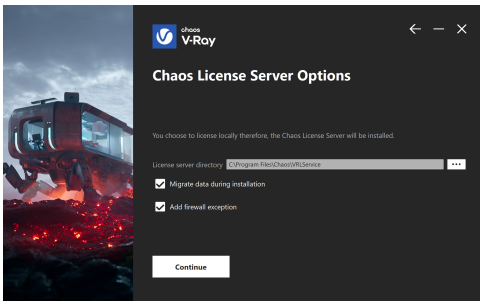 chaos
V-Ray
Chaos License Server Options
You choose to license locally therefore, the Chaos License Server will be installed.
License server directory C:\Program Files\Chaos\VRLService ...
Migrate data during installation
Add firewall exception
Continue